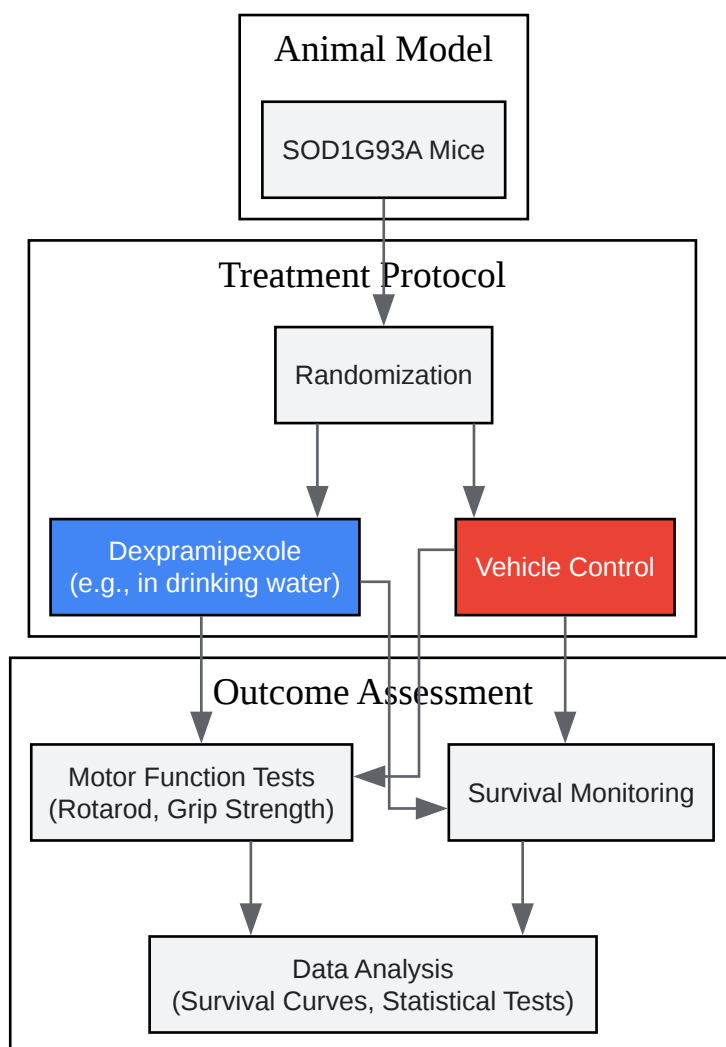 Animal Model
SOD1G93A Mice
Treatment Protocol
Randomization
Dexpramipexole
(e.g., in drinking water)
Vehicle Control
Outcome Assessment
Motor Function Tests
(Rotarod, Grip Strength)
Survival Monitoring
Data Analysis
(Survival Curves, Statistical Tests)